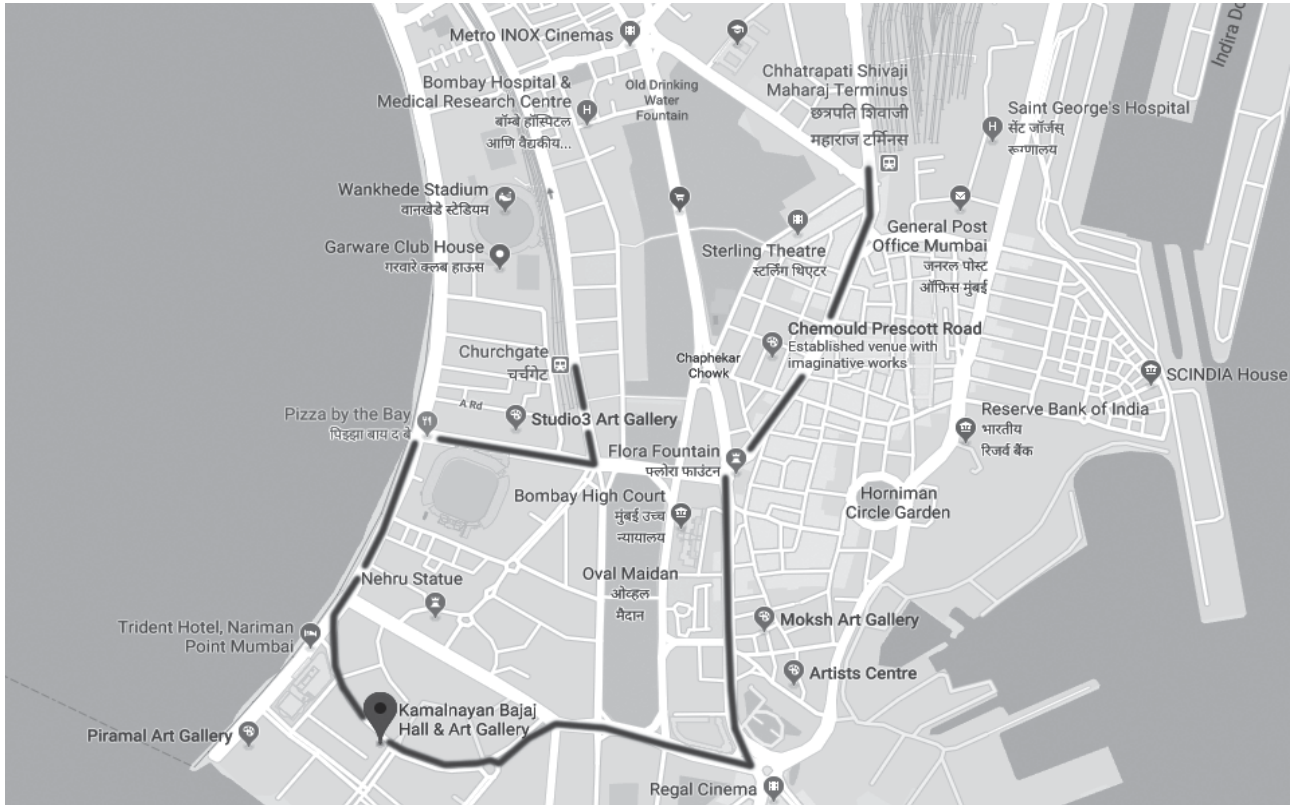 Metro INOX Cinemas
Indira Do
Bombay Hospital &
Medical Research Centre
बॉम्बे हॉस्पिटल
आणि वैद्यकीय...
Old Drinking
Water
Fountain
Chhatrapati Shivaji
Maharaj Terminus
छत्रपति शिवाजी
महाराज टर्मिनस
Saint George's Hospital
सेंट जॉर्जस्
रूग्णालय
Wankhede Stadium
वानखेडे स्टेडियम
Garware Club House
गरवारे क्लब हाऊस
Sterling Theatre
स्टर्लिंग थिएटर
General Post
Office Mumbai
जनरल पोस्ट
ऑफिस मुंबई
Chemould Prescott Road
Established venue with
imaginative works
Churchgate
चर्चगेट
Chaphekar
Chowk
SCINDIA House
A Rd
Studio3 Art Gallery
Pizza by the Bay
पिझ्झा बाय द बे
Reserve Bank of India
भारतीय
रिजर्व बैंक
Flora Fountain
फ्लोरा फाउंटन
Bombay High Court
मुंबई उच्च
न्यायालय
Horniman
Circle Garden
Nehru Statue
Oval Maidan
ओव्हल
मैदान
Trident Hotel, Nariman
Point Mumbai
Moksh Art Gallery
Artists Centre
Kamalnayan Bajaj
Hall & Art Gallery
Piramal Art Gallery
Regal Cinema